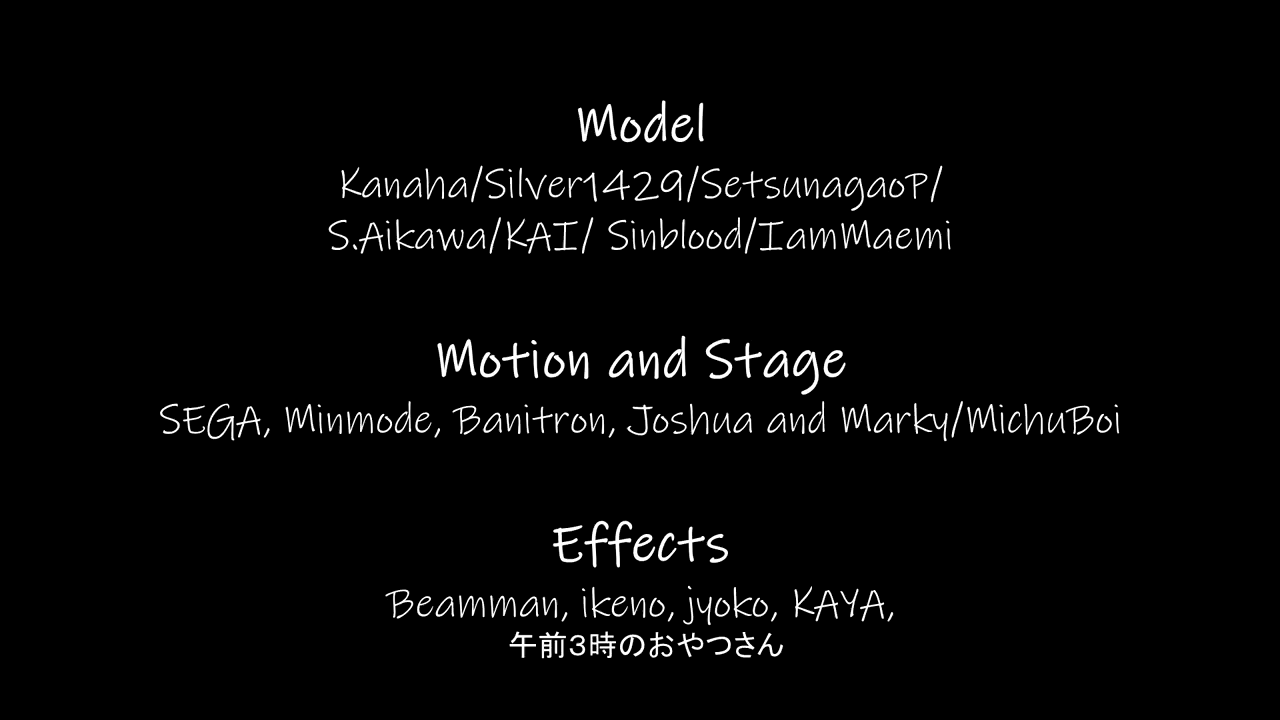 Model
Kanaha/Silver1429/SetsunagaoP/
S.Aikawa/KAI/ Sinblood/IamMaemi
Motion and Stage
SEGA, Minmode, Banitron, Joshua and Marky/MichuBoi
Effects
Beamman, ikeno, jyoko, KAYA,
午前３時のおやつさん